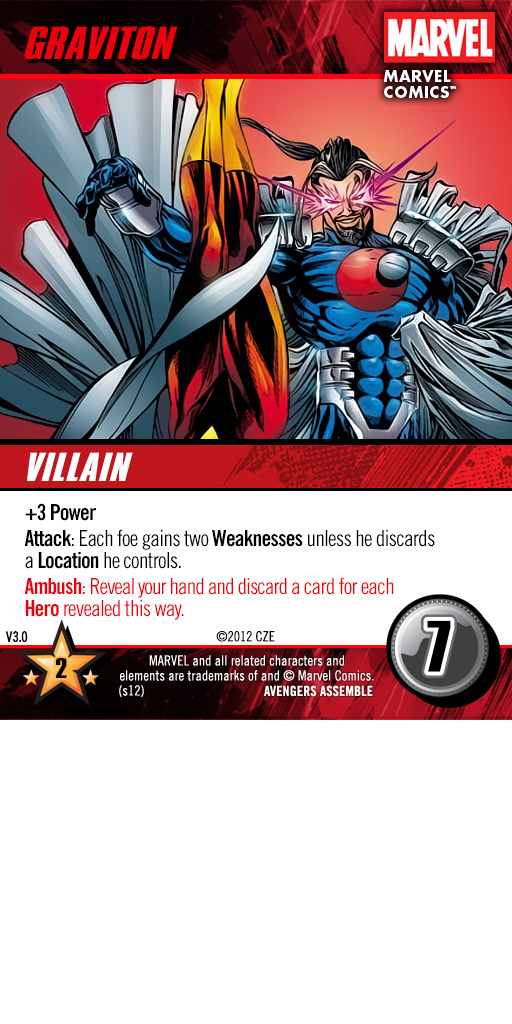 GRAVITON
MARVEL
MARVEL
COMICS™
VILLAIN
+3 Power
Attack: Each foe gains two Weaknesses unless he discards
a Location he controls.
Ambush: Reveal your hand and discard a card for each
Hero revealed this way.
V3.0
©2012 CZE
2
7
MARVEL and all related characters and
elements are trademarks of and © Marvel Comics.
(s12)
AVENGERS ASSEMBLE